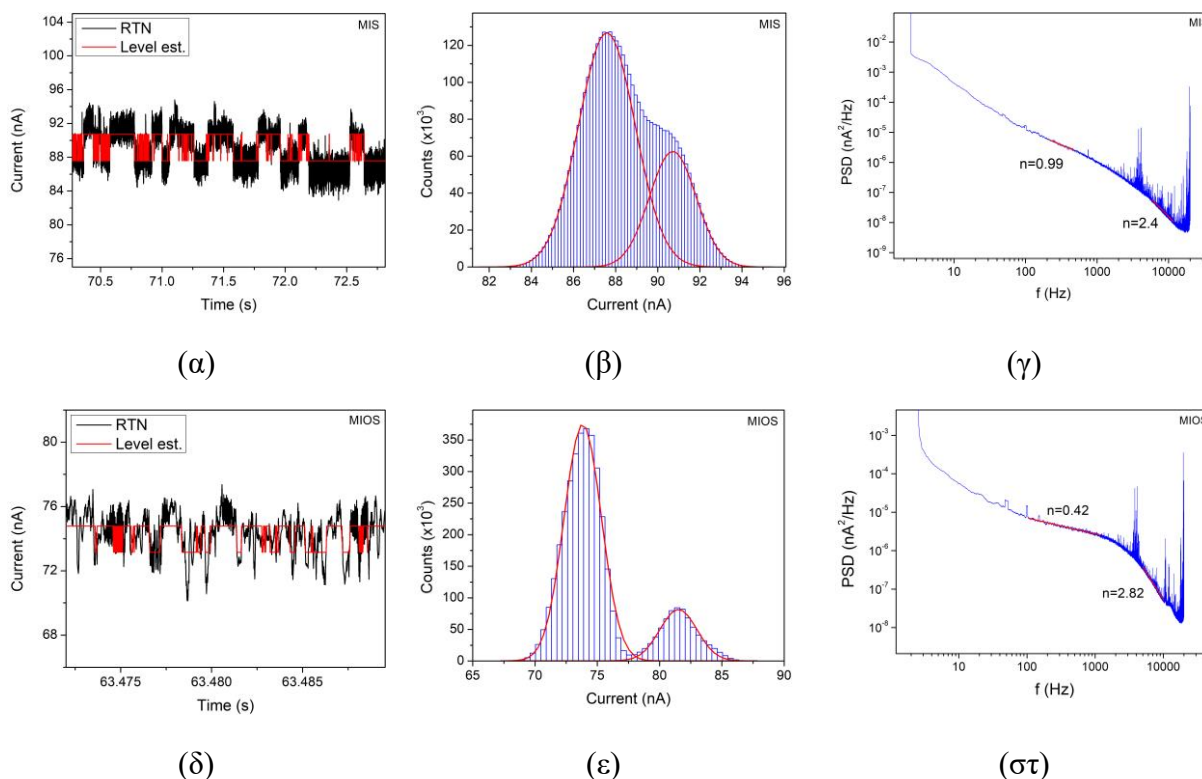 RTN
Level est.
MIS
Current (nA)
104
100
96
92
88
84
80
76
70.5
71.0
71.5
72.0
72.5
Time (s)
MIS
Counts (x10³)
120
100
80
60
40
20
0
82
84
86
88
90
92
94
96
Current (nA)
PSD (nA²/Hz)
10⁻²
10⁻³
10⁻⁴
10⁻⁵
10⁻⁶
10⁻⁷
10⁻⁸
10⁻⁹
n=0.99
n=2.4
10
100
1000
10000
f (Hz)
(α)
(β)
(γ)
RTN
Level est.
MIOS
Current (nA)
80
76
72
68
63.475
63.480
63.485
Time (s)
MIOS
Counts (x10³)
350
300
250
200
150
100
50
0
65
70
75
80
85
90
Current (nA)
PSD (nA²/Hz)
10⁻³
10⁻⁴
10⁻⁵
10⁻⁶
10⁻⁷
10⁻⁸
n=0.42
n=2.82
10
100
1000
10000
f (Hz)
(δ)
(ε)
(στ)